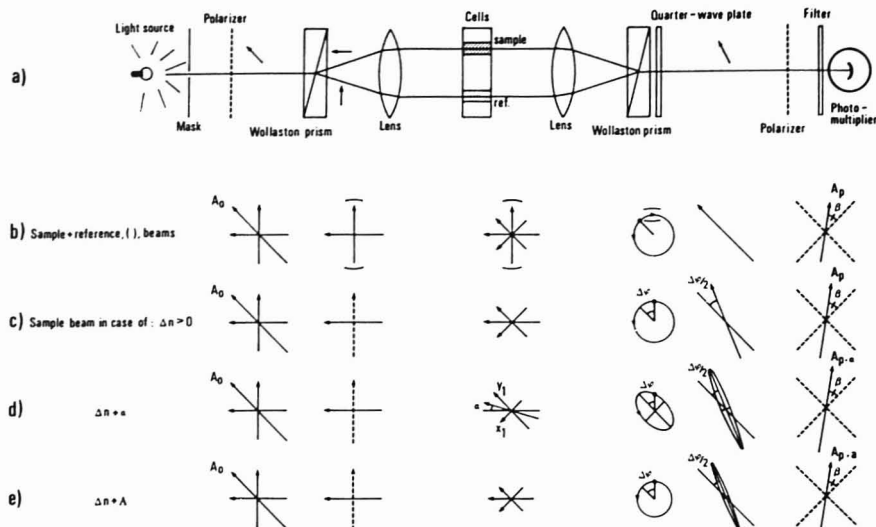 Light source
Polarizer
Cells
sample
Quarter-wave plate
Filter
a)
Mask
Wollaston prism
Lens
ref.
Lens
Wollaston prism
Polarizer
Photo-
multiplier
b) Sample + reference, ( ), beams
A₀
Aₚ
β
c) Sample beam in case of : Δn > 0
A₀
Δφ
Δφ/2
Aₚ
β
d) Δn + α
A₀
α
Y₁
X₁
Δφ
Δφ/2
Aₚ.α
β
e) Δn + A
A₀
Δφ
Δφ/2
Aₚ.a
β